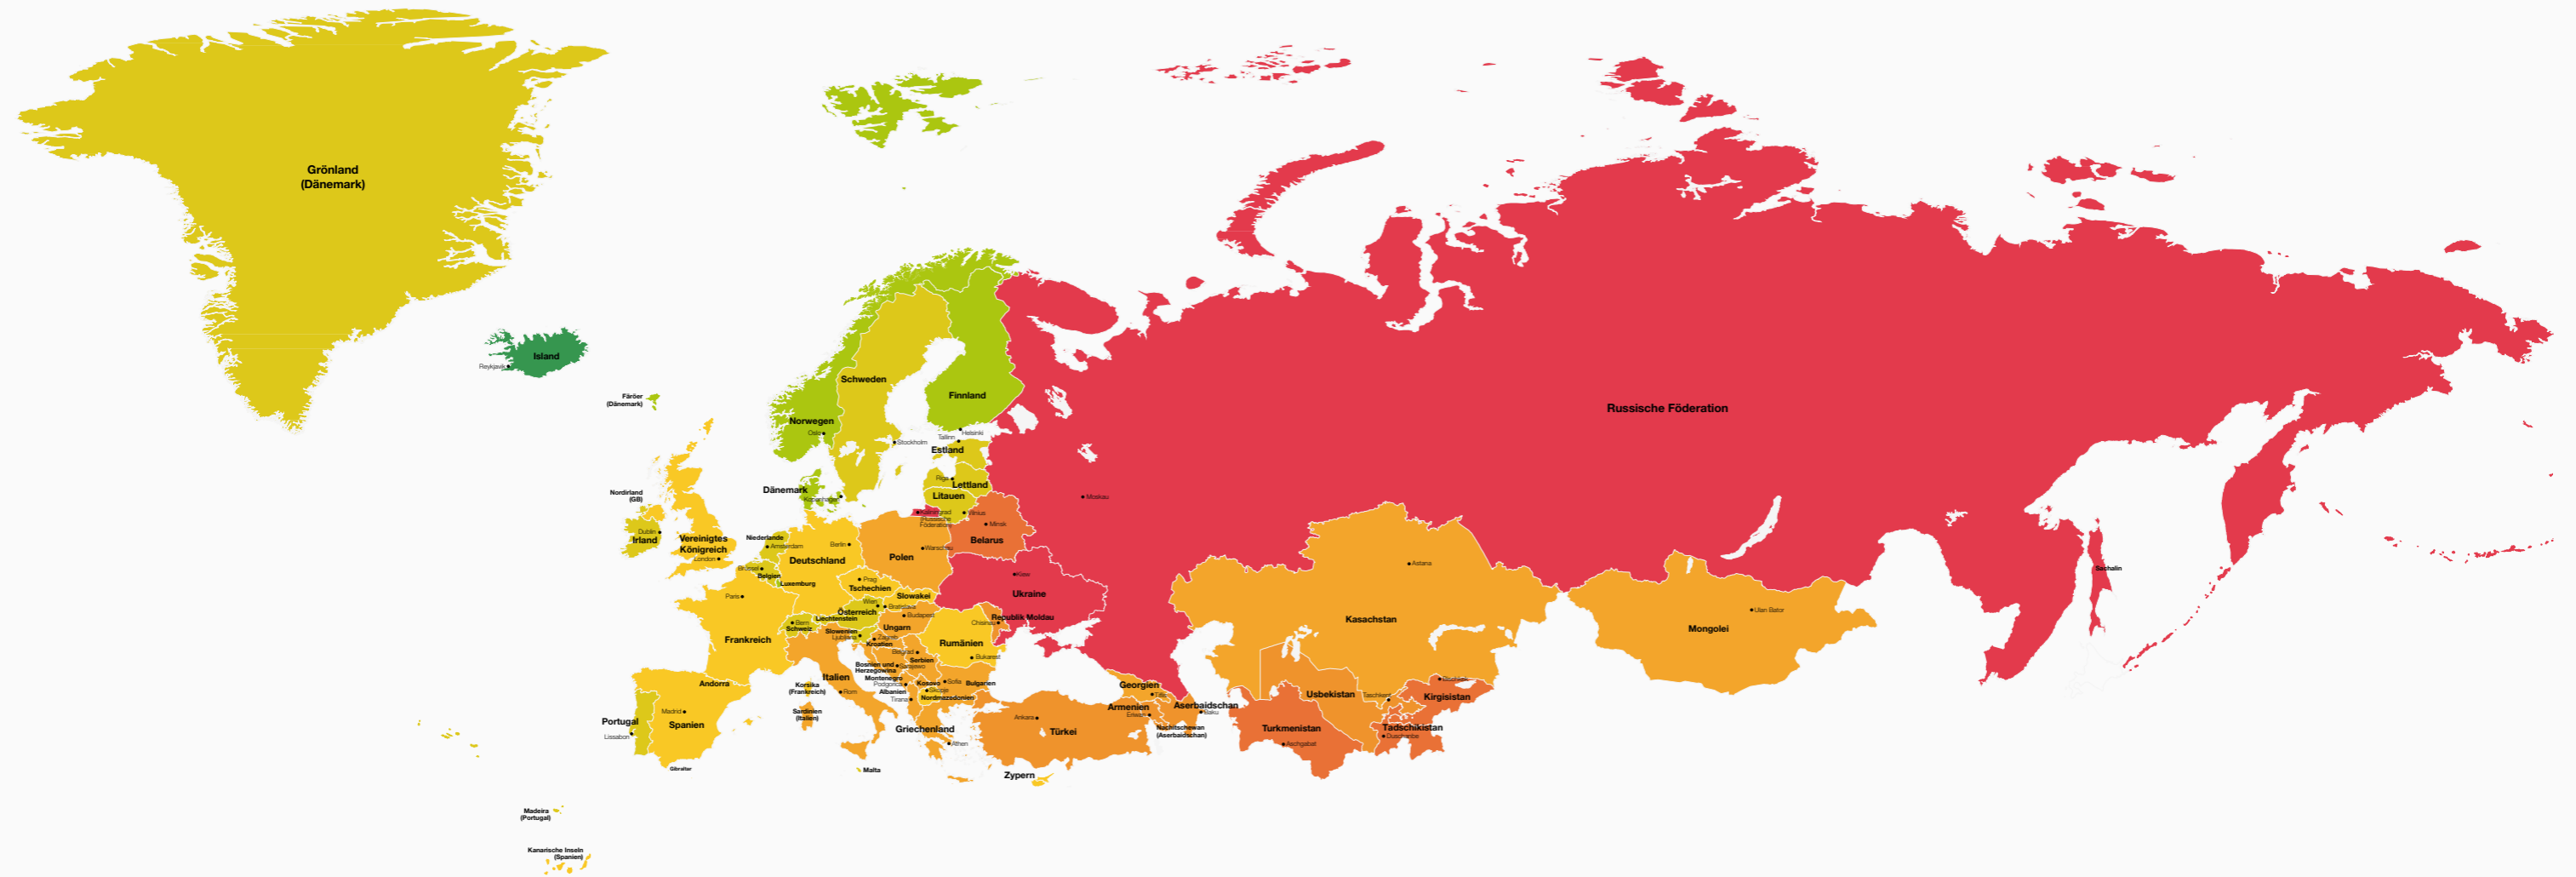 Grönland
(Dänemark)
Island
Reykjavik
Färöer
(Dänemark)
Schweden
Finnland
Norwegen
Oslo
Helsinki
Tallinn
Stockholm
Estland
Russische Föderation
Riga
Lettland
Dänemark
Kopenhagen
Litauen
Moskau
Nordirland
(GB)
Kaliningrad
(Russische
Föderation)
Vilnius
Minsk
Dublin
Irland
Vereinigtes
Königreich
London
Niederlande
Amsterdam
Berlin
Polen
Warschau
Belarus
Deutschland
Brüssel
Belgien
Luxemburg
Kiew
Ukraine
Astana
Sachalin
Prag
Tschechien
Slowakei
Paris
Wien
Bratislava
Österreich
Liechtenstein
Budapest
Ungarn
Chisinau
Republik Moldau
Kasachstan
Ulan Bator
Mongolei
Bern
Schweiz
Frankreich
Slowenien
Ljubljana
Zagreb
Kroatien
Rumänien
Bukarest
Belgrad
Serbien
Bosnien und
Herzegowina
Sarajewo
Montenegro
Podgorica
Kosovo
Sofia
Bulgarien
Andorra
Korsika
(Frankreich)
Italien
Rom
Albanien
Tirana
Skopje
Nordmazedonien
Georgien
Tiflis
Armenien
Eriwan
Aserbaidschan
Baku
Nachitschewan
(Aserbaidschan)
Usbekistan
Taschkent
Bischkek
Kirgisistan
Portugal
Lissabon
Madrid
Spanien
Sardinien
(Italien)
Griechenland
Athen
Ankara
Türkei
Turkmenistan
Aschgabat
Tadschikistan
Duschanbe
Gibraltar
Malta
Zypern
Madeira
(Portugal)
Kanarische Inseln
(Spanien)